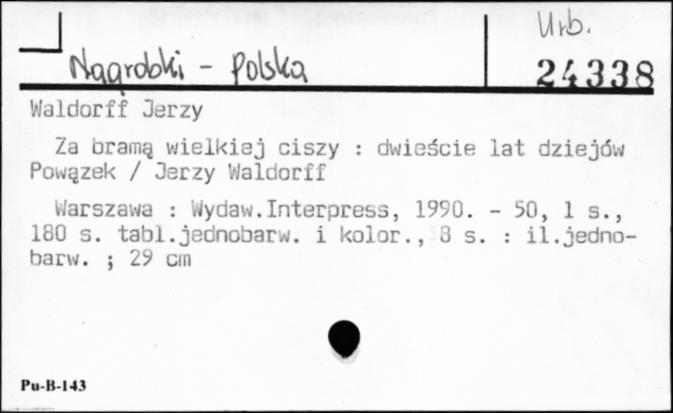 Urb.
Nagrobki - Polska
24338
Waldorff Jerzy
Za bramą wielkiej ciszy : dwieście lat dziejów
Powązek / Jerzy Waldorff
Warszawa : Wydaw.Interpress, 1990. - 50, 1 s.,
180 s. tabl.jednobarw. i kolor., 8 s. : il.jedno-
barw. ; 29 cm
Pu-B-143